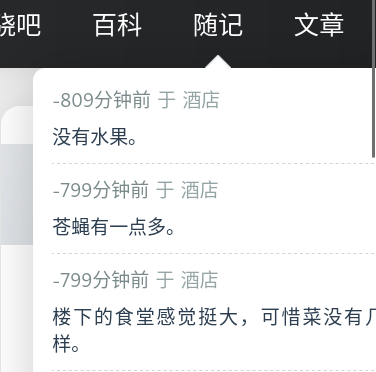 晓吧 百科 随记 文章
-809分钟前 于 酒店
没有水果。
-799分钟前 于 酒店
苍蝇有一点多。
-799分钟前 于 酒店
楼下的食堂感觉挺大，可惜菜没有几
样。